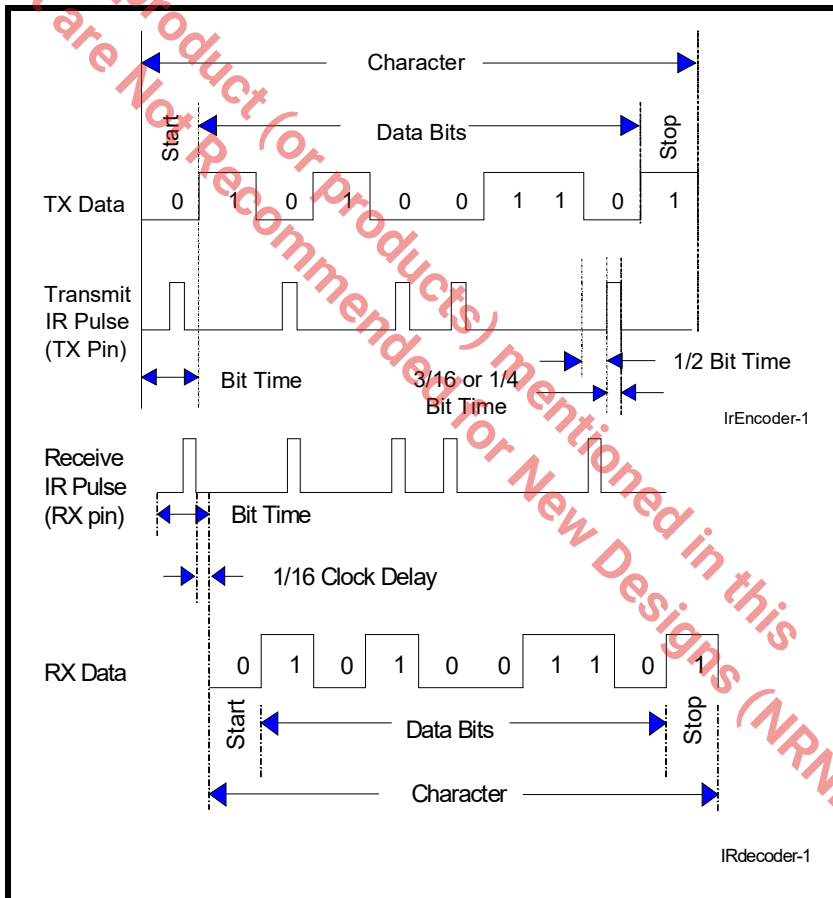 product (or products) mentioned in this
are Not Recommended for New Designs (NRN
Character
Start
Data Bits
Stop
TX Data
0 1 0 1 0 0 1 1 0 1
Transmit
IR Pulse
(TX Pin)
Bit Time
3/16 or 1/4
Bit Time
1/2 Bit Time
IrEncoder-1
Receive
IR Pulse
(RX pin)
Bit Time
1/16 Clock Delay
RX Data
0 1 0 1 0 0 1 1 0 1
Start
Data Bits
Stop
Character
IRdecoder-1